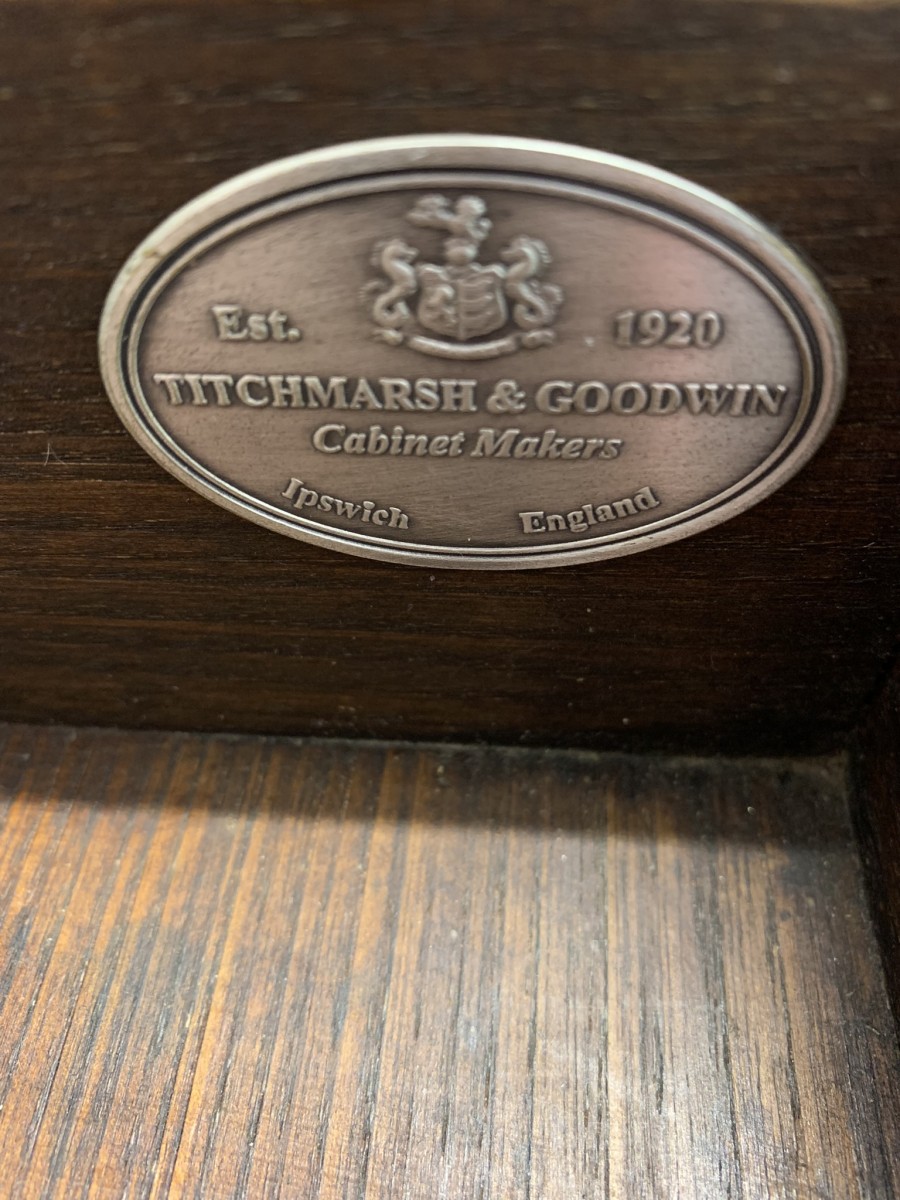 Est. 1920
TITCHMARSH & GOODWIN
Cabinet Makers
Ipswich England